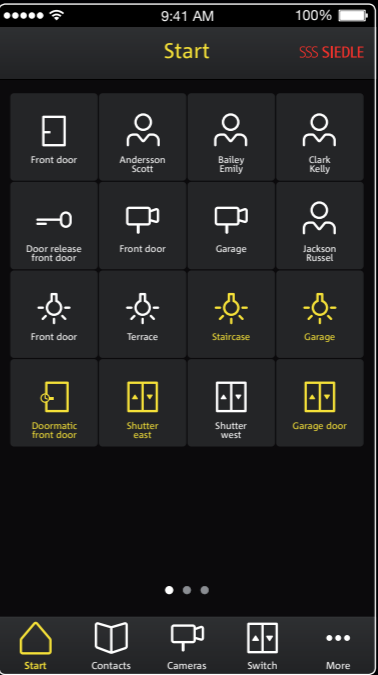 9:41 AM 100%
Start SSS SIEDLE
Front door
Andersson
Scott
Bailey
Emily
Clark
Kelly
Door release
front door
Front door
Garage
Jackson
Russel
Front door
Terrace
Staircase
Garage
Doormatic
front door
Shutter
east
Shutter
west
Garage door
Start Contacts Cameras Switch More